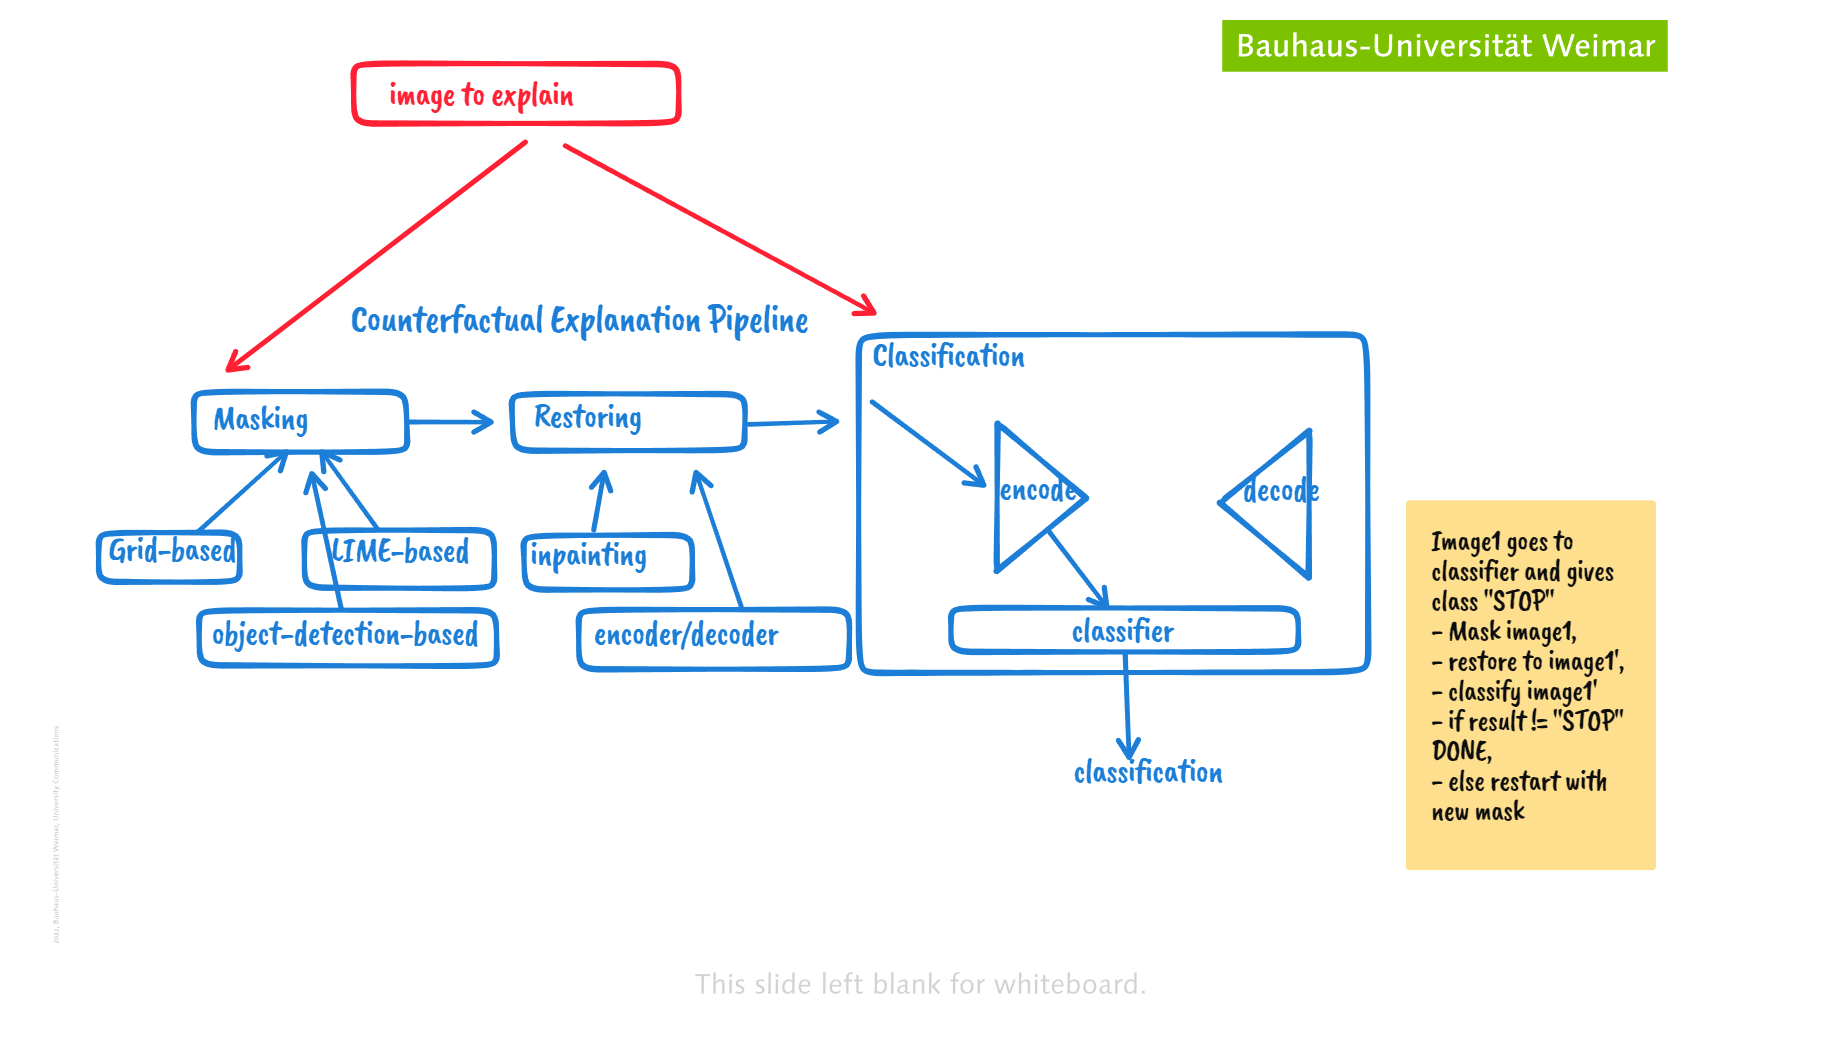 Bauhaus-Universität Weimar
image to explain
Counterfactual Explanation Pipeline
Classification
Masking
Restoring
encode
decode
Grid-based
LIME-based
inpainting
object-detection-based
encoder/decoder
classifier
classification
Image1 goes to
classifier and gives
class "STOP"
- Mask image1,
- restore to image1',
- classify image1'
- if result != "STOP"
DONE,
- else restart with
new mask
2022, Bauhaus-Universität Weimar, University Communications
This slide left blank for whiteboard.